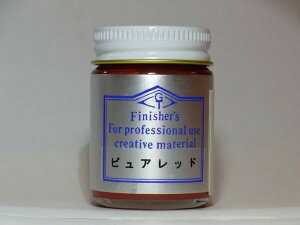 G
Finisher's
For professional use
creative material
ピュアレッド